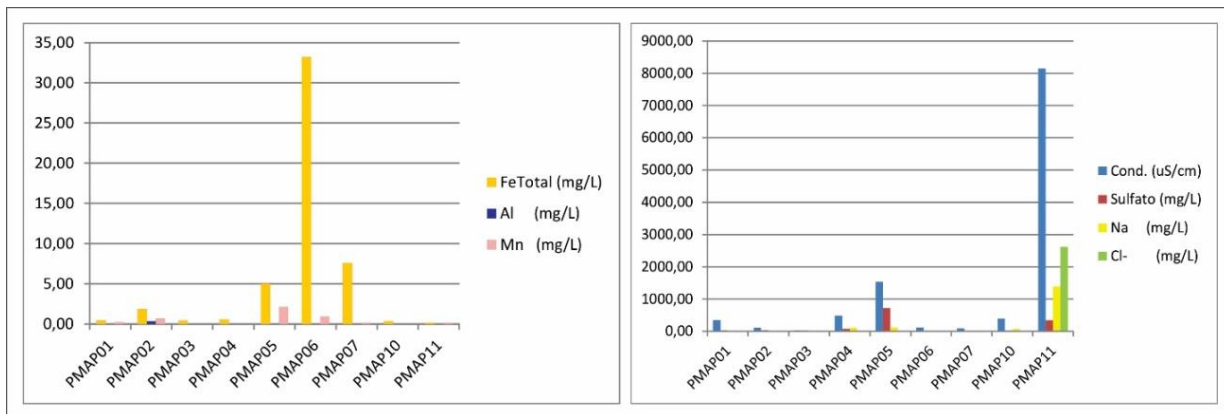 35,00
30,00
25,00
20,00
15,00
10,00
5,00
0,00
PMAP01
PMAP02
PMAP03
PMAP04
PMAP05
PMAP06
PMAP07
PMAP10
PMAP11
FeTotal (mg/L)
Al (mg/L)
Mn (mg/L)
9000,00
8000,00
7000,00
6000,00
5000,00
4000,00
3000,00
2000,00
1000,00
0,00
PMAP01
PMAP02
PMAP03
PMAP04
PMAP05
PMAP06
PMAP07
PMAP10
PMAP11
Cond. (uS/cm)
Sulfato (mg/L)
Na (mg/L)
Cl- (mg/L)